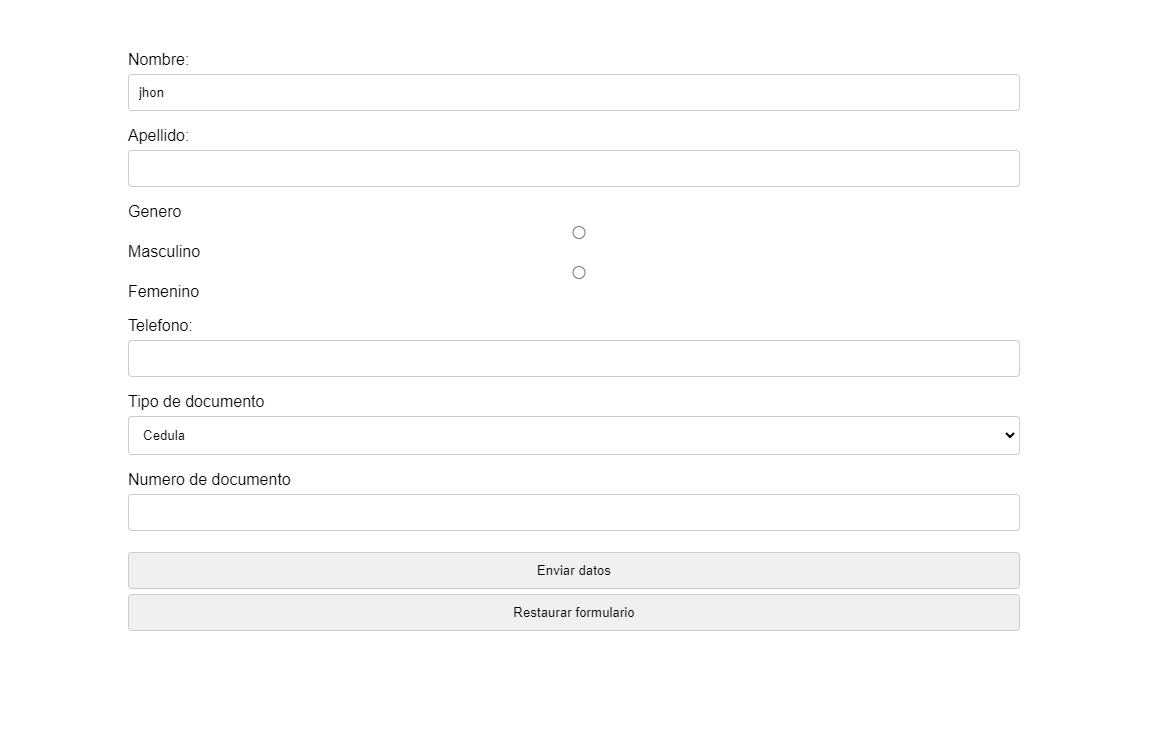 Nombre:
jhon
Apellido:
Genero
Masculino
Femenino
Telefono:
Tipo de documento
Cedula
Numero de documento
Enviar datos
Restaurar formulario